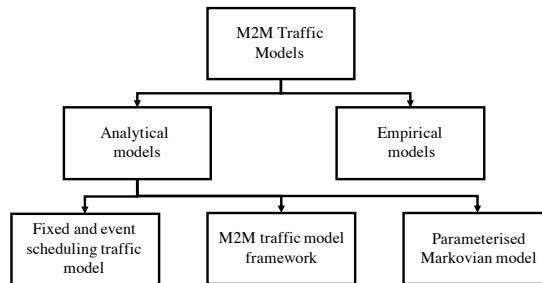 M2M Traffic
Models
Analytical
models
Empirical
models
Fixed and event
scheduling traffic
model
M2M traffic model
framework
Parameterised
Markovian model